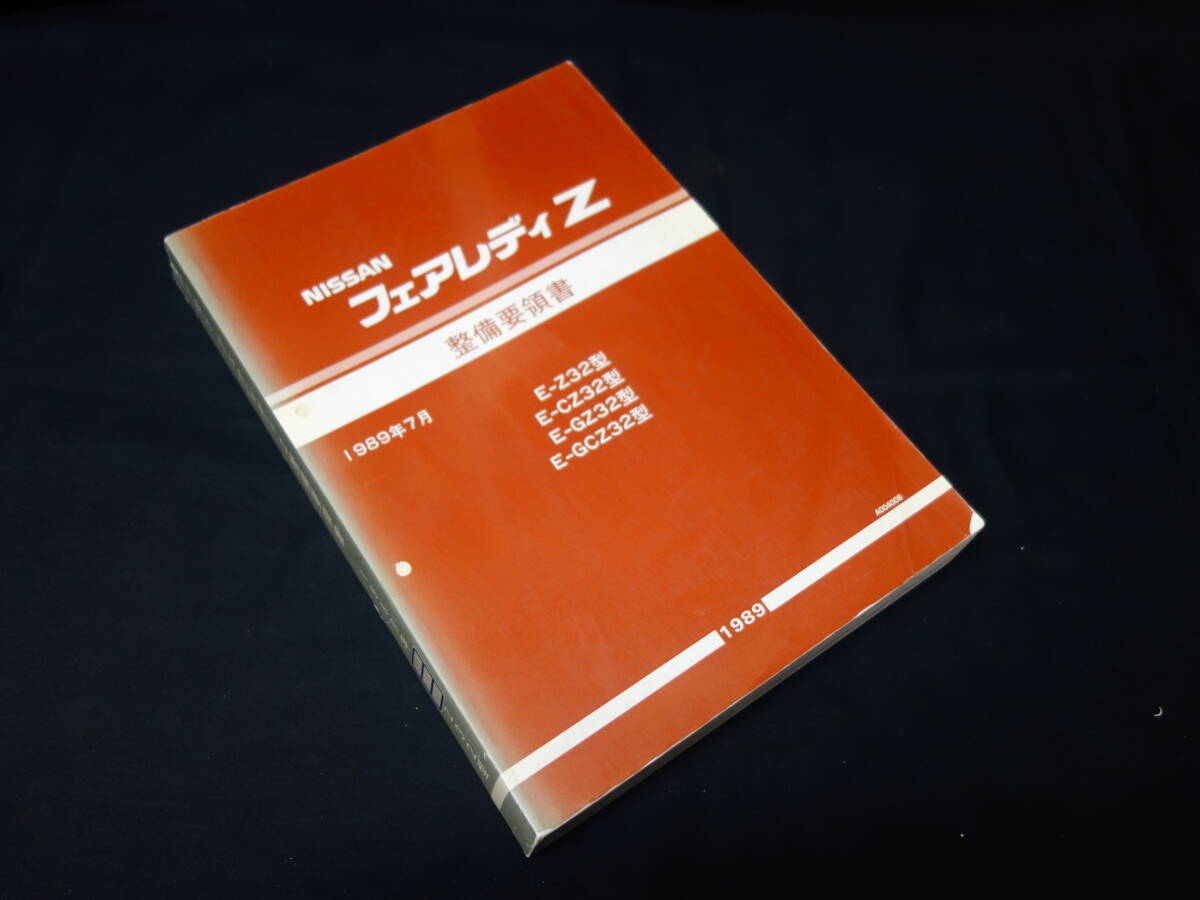 NISSAN
フェアレディZ
整備要領書
1989年7月
E-Z32型
E-CZ32型
E-GZ32型
E-GCZ32型
A004008
1989